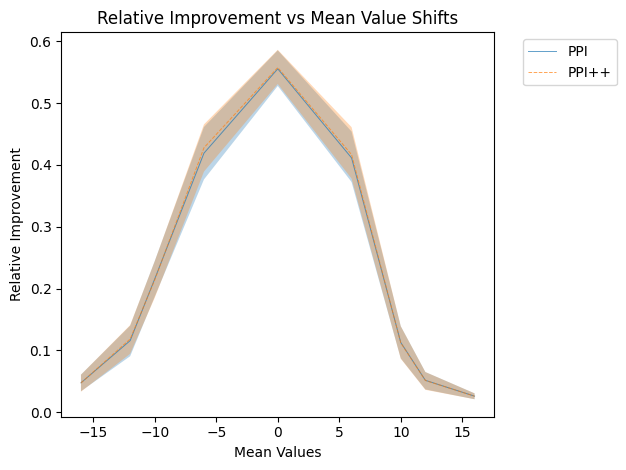 Relative Improvement vs Mean Value Shifts
PPI
PPI++
Relative Improvement
0.6
0.5
0.4
0.3
0.2
0.1
0.0
−15 −10 −5 0 5 10 15
Mean Values